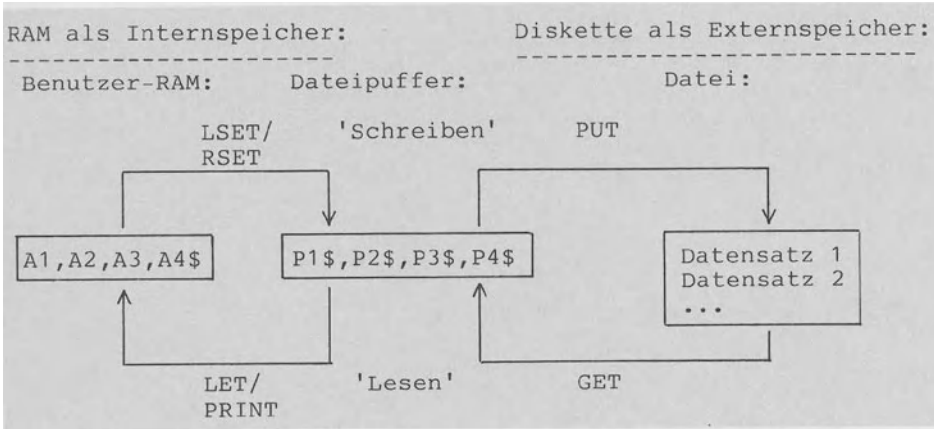 RAM als Internspeicher:
Diskette als Externspeicher:
Benutzer-RAM:
Dateipuffer:
Datei:
LSET/
RSET
'Schreiben'
PUT
A1,A2,A3,A4$
P1$,P2$,P3$,P4$
Datensatz 1
Datensatz 2
...
LET/
PRINT
'Lesen'
GET